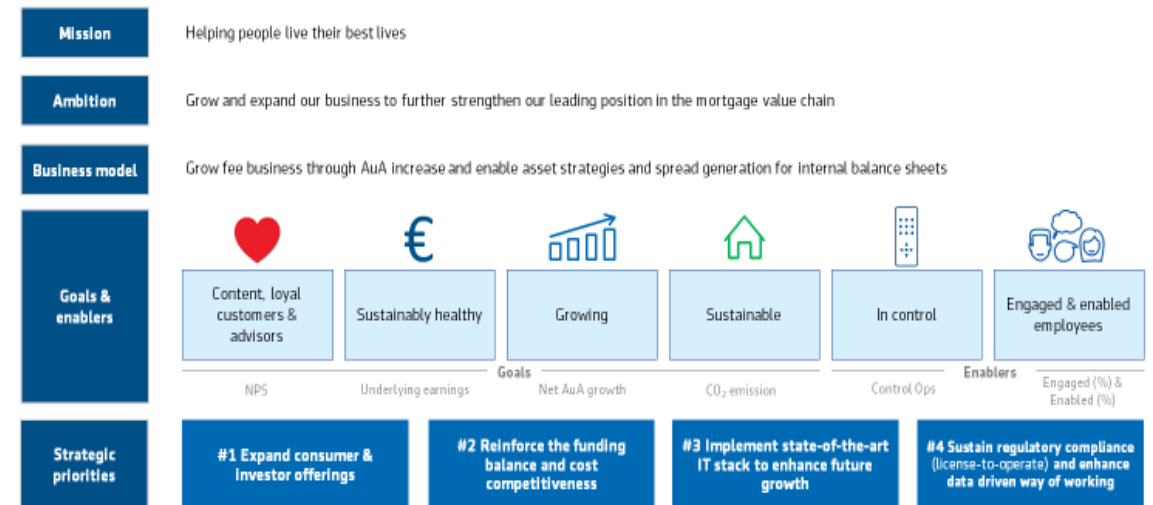 Mission
Helping people live their best lives
Ambition
Grow and expand our business to further strengthen our leading position in the mortgage value chain
Business model
Grow fee business through AuA increase and enable asset strategies and spread generation for internal balance sheets
Goals &
enablers
€
Content, loyal
customers &
advisors
Sustainably healthy
Growing
Sustainable
In control
Engaged & enabled
employees
Goals
Enablers
NPS
Underlying earnings
Net AuA growth
CO₂ emission
Control Ops
Engaged (%) &
Enabled (%)
Strategic
priorities
#1 Expand consumer &
investor offerings
#2 Reinforce the funding
balance and cost
competitiveness
#3 Implement state-of-the-art
IT stack to enhance future
growth
#4 Sustain regulatory compliance
(license-to-operate) and enhance
data driven way of working